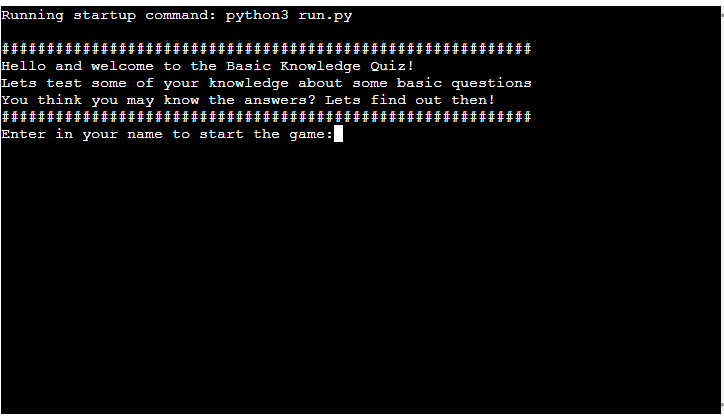 Running startup command: python3 run.py
###########################################################
Hello and welcome to the Basic Knowledge Quiz!
Lets test some of your knowledge about some basic questions
You think you may know the answers? Lets find out then!
###########################################################
Enter in your name to start the game: